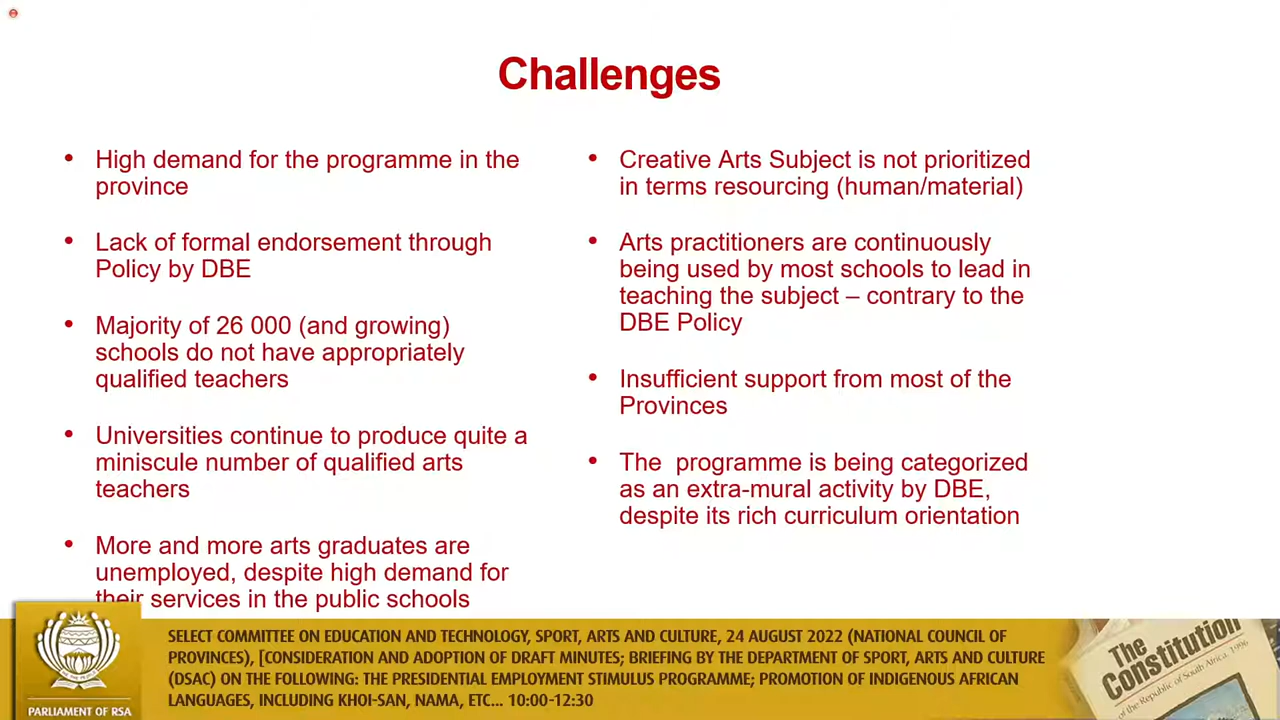 Challenges
• High demand for the programme in the
province
• Lack of formal endorsement through
Policy by DBE
• Majority of 26 000 (and growing)
schools do not have appropriately
qualified teachers
• Universities continue to produce quite a
miniscule number of qualified arts
teachers
• More and more arts graduates are
unemployed, despite high demand for
their services in the public schools
• Creative Arts Subject is not prioritized
in terms resourcing (human/material)
• Arts practitioners are continuously
being used by most schools to lead in
teaching the subject – contrary to the
DBE Policy
• Insufficient support from most of the
Provinces
• The  programme is being categorized
as an extra-mural activity by DBE,
despite its rich curriculum orientation
SELECT COMMITTEE ON EDUCATION AND TECHNOLOGY, SPORT, ARTS AND CULTURE, 24 AUGUST 2022 (NATIONAL COUNCIL OF
PROVINCES), [CONSIDERATION AND ADOPTION OF DRAFT MINUTES; BRIEFING BY THE DEPARTMENT OF SPORT, ARTS AND CULTURE
(DSAC) ON THE FOLLOWING: THE PRESIDENTIAL EMPLOYMENT STIMULUS PROGRAMME; PROMOTION OF INDIGENOUS AFRICAN
LANGUAGES, INCLUDING KHOI-SAN, NAMA, ETC... 10:00-12:30
PARLIAMENT OF RSA
The
Constitution
of the Republic of South Africa, 1996